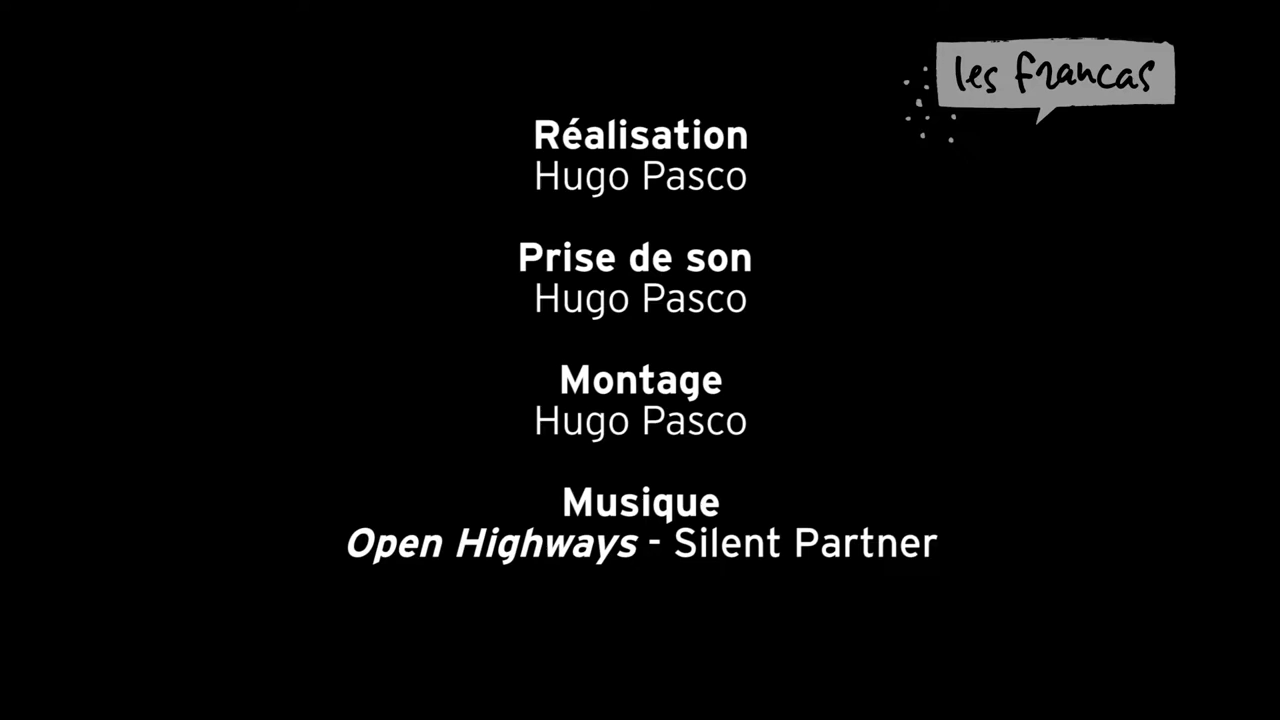 les francas
Réalisation
Hugo Pasco
Prise de son
Hugo Pasco
Montage
Hugo Pasco
Musique
Open Highways - Silent Partner